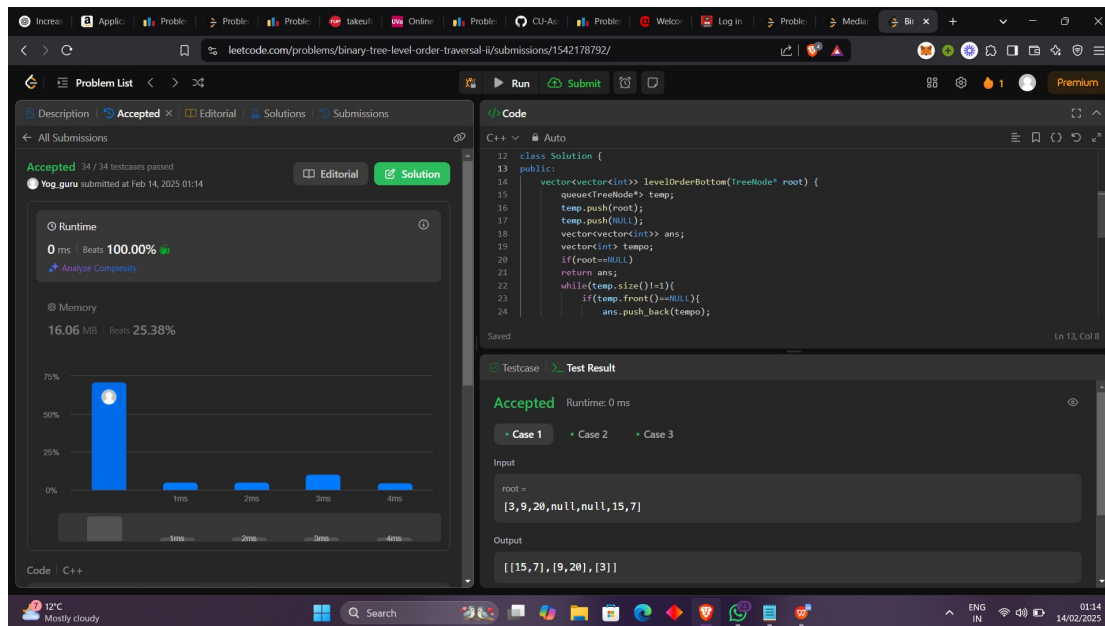 Increas
Applic
Proble
Proble
Proble
takeufo
Online
Proble
CU-As
Proble
Welco
Log in
Proble
Median
Bi
leetcode.com/problems/binary-tree-level-order-traversal-ii/submissions/1542178792/
Problem List
Run
Submit
1
Premium
Description
Accepted
Editorial
Solutions
Submissions
All Submissions
Accepted 34 / 34 testcases passed
Yog_guru submitted at Feb 14, 2025 01:14
Editorial
Solution
Runtime
0 ms Beats 100.00%
Analyze Complexity
Memory
16.06 MB Beats 25.38%
75%
50%
25%
0%
1ms 2ms 3ms 4ms
1ms 2ms 3ms 4ms
Code C++
Code
C++ Auto
12 class Solution {
13 public:
14 vector<vector<int>> levelOrderBottom(TreeNode* root) {
15 queue<TreeNode*> temp;
16 temp.push(root);
17 temp.push(NULL);
18 vector<vector<int>> ans;
19 vector<int> tempo;
20 if(root==NULL)
21 return ans;
22 while(temp.size()!=1){
23 if(temp.front()==NULL){
24 ans.push_back(tempo);
Saved
Ln 13, Col 8
Testcase
Test Result
Accepted Runtime: 0 ms
Case 1 Case 2 Case 3
Input
root =
[3,9,20,null,null,15,7]
Output
[[15,7],[9,20],[3]]
12°C
Mostly cloudy
Search
ENG
IN
01:14
14/02/2025